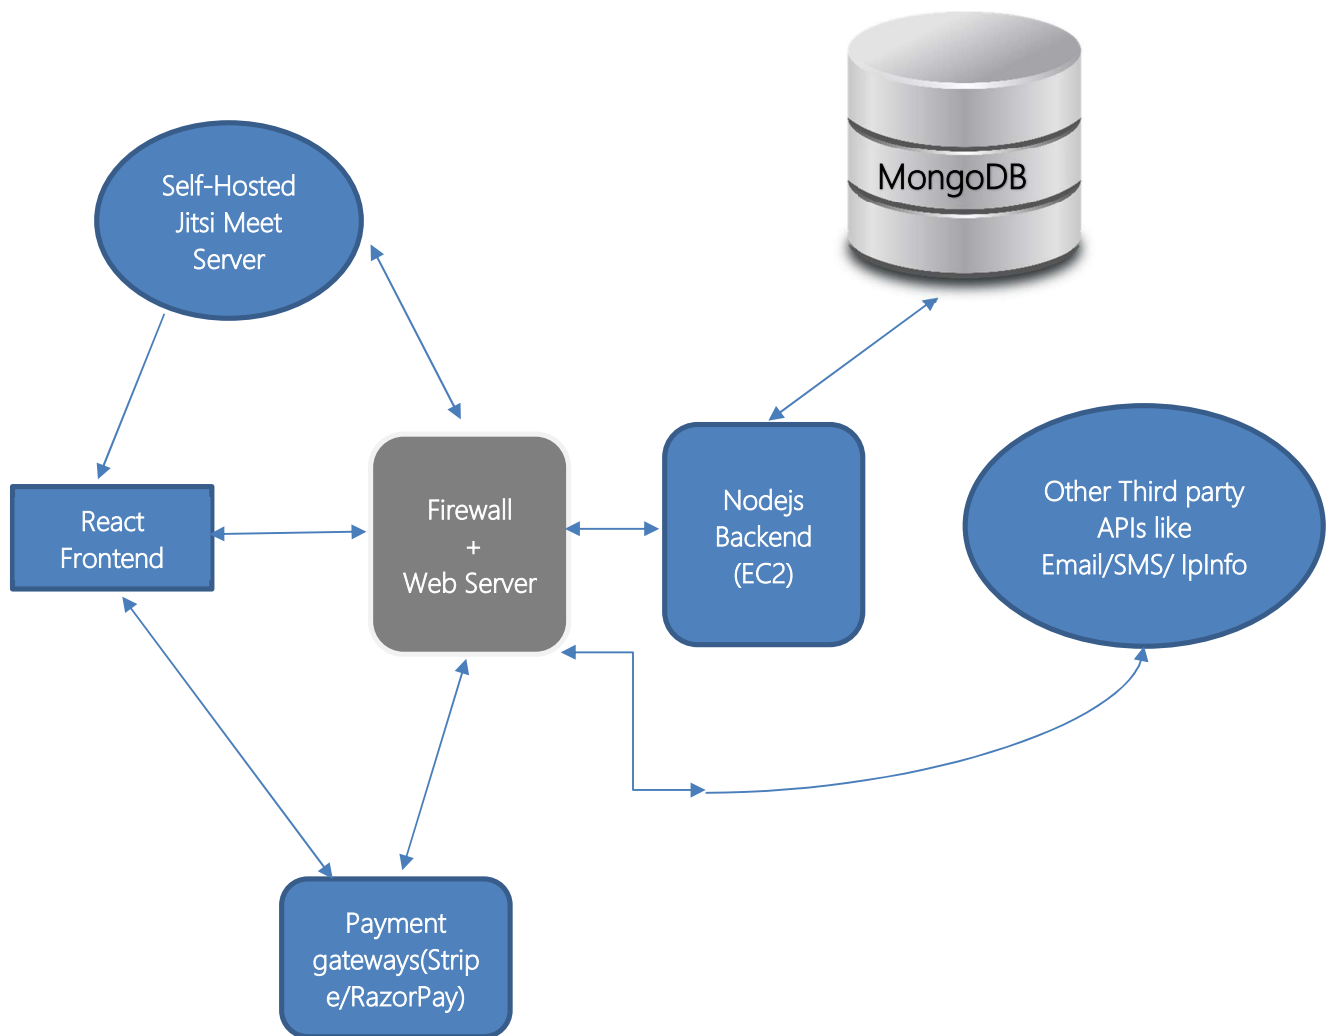 MongoDB
Self-Hosted
Jitsi Meet
Server
React
Frontend
Firewall
+
Web Server
Nodejs
Backend
(EC2)
Other Third party
APIs like
Email/SMS/ IpInfo
Payment
gateways(Strip
e/RazorPay)